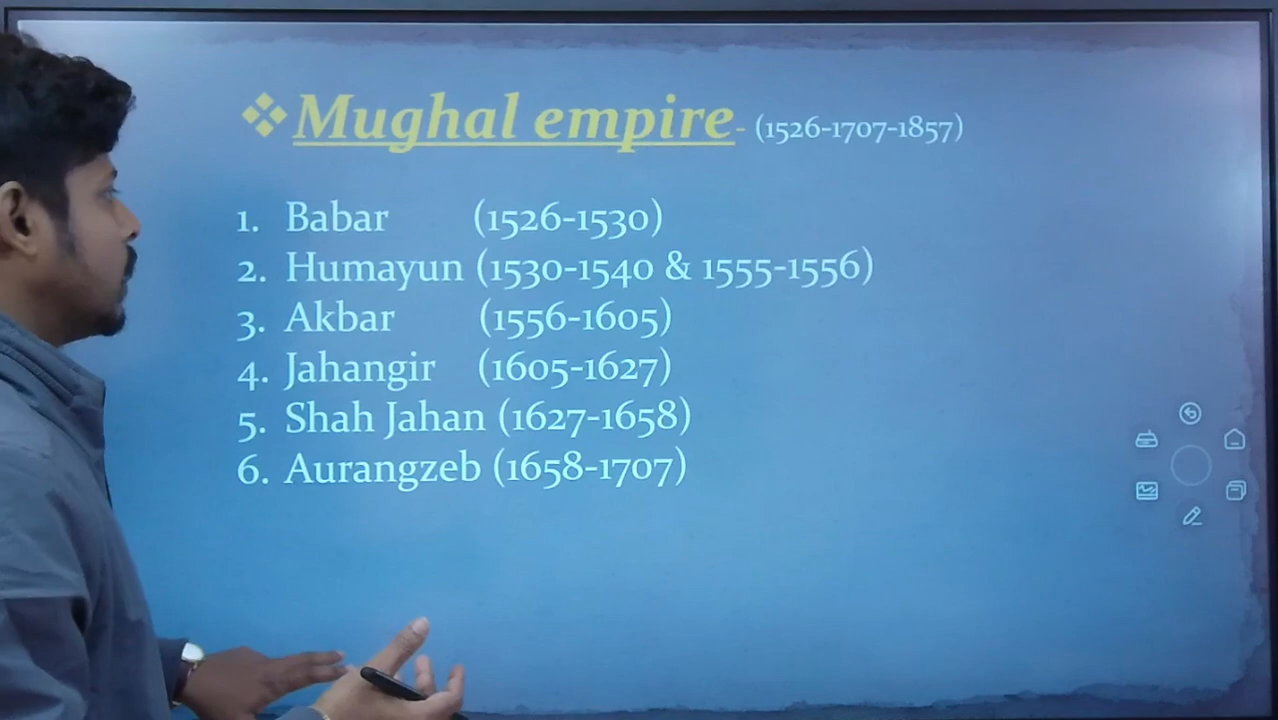 ❖Mughal empire- (1526-1707-1857)
1. Babar (1526-1530)
2. Humayun (1530-1540 & 1555-1556)
3. Akbar (1556-1605)
4. Jahangir (1605-1627)
5. Shah Jahan (1627-1658)
6. Aurangzeb (1658-1707)